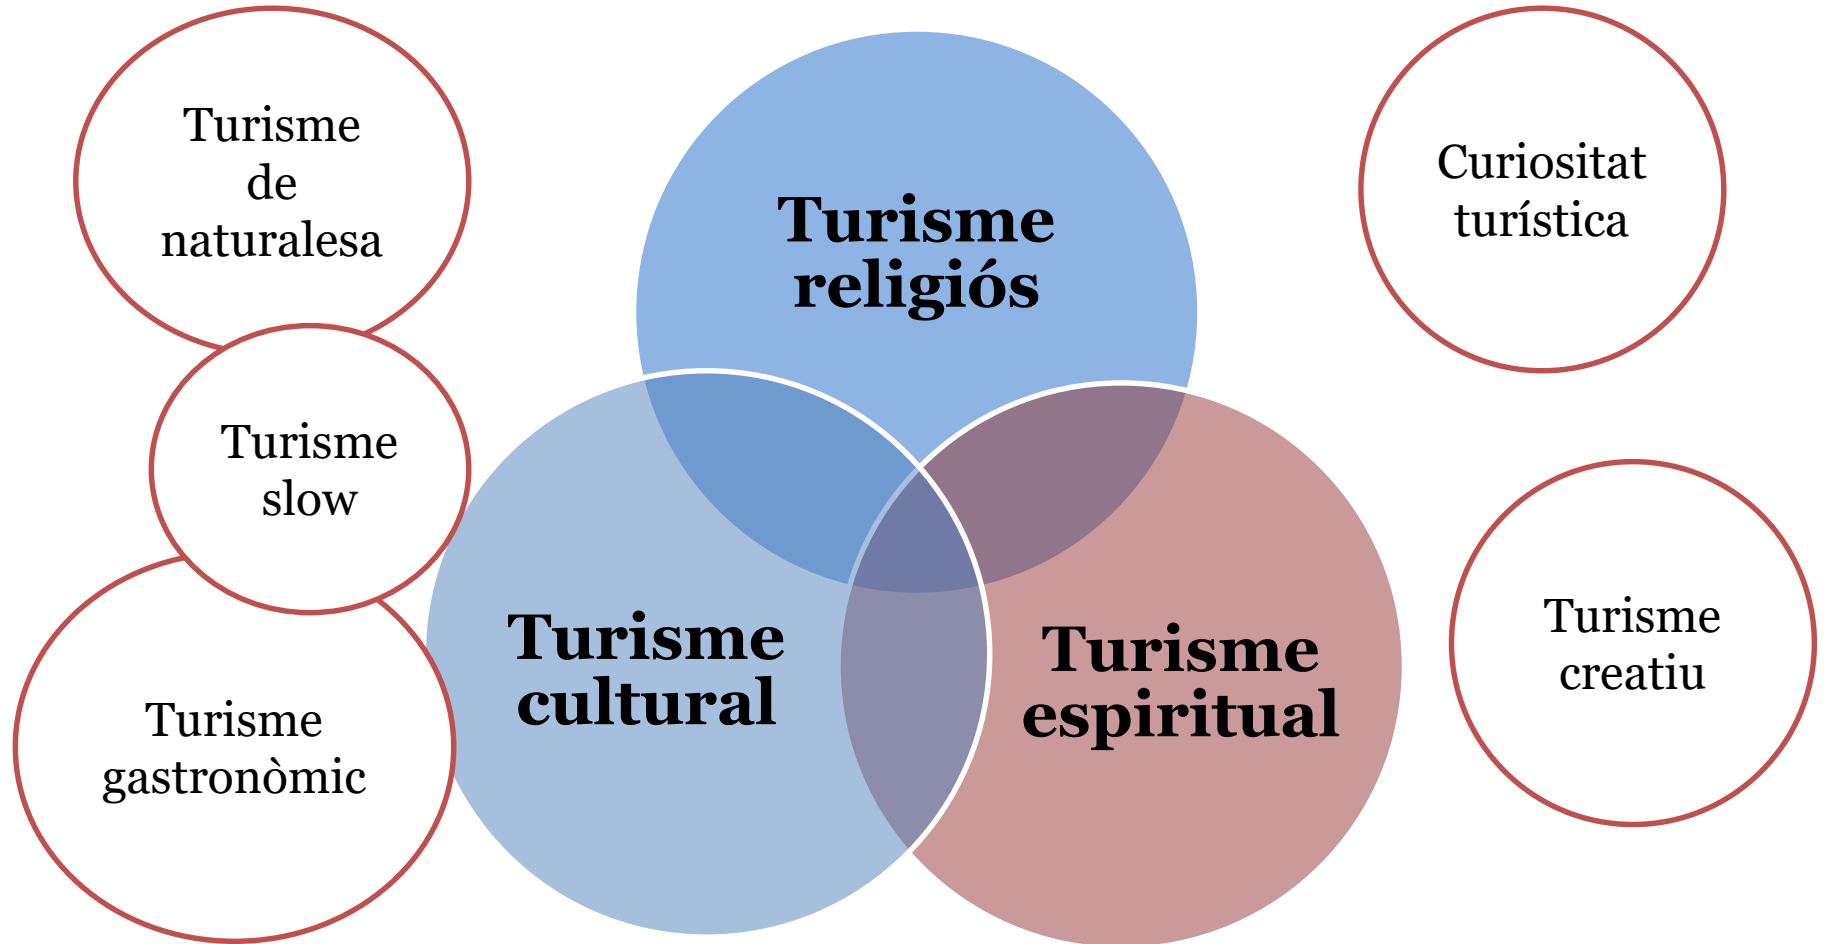 Turisme
de
naturalesa
Turisme
religiós
Curiositat
turística
Turisme
slow
Turisme
cultural
Turisme
espiritual
Turisme
creatiu
Turisme
gastronòmic